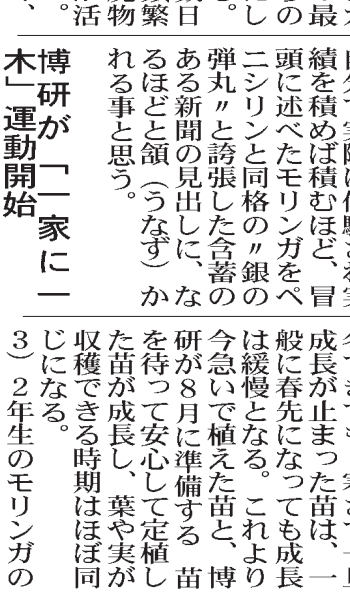 績を積めば積むほど、冒
頭に述べたモリンガをペ
ニシリンと同格の〃銀の
弾丸〃と誇張した含蓄の
ある新聞の見出しに、な
るほどと頷（うなず）か
れる事と思う。
博研が「一家に一
木」運動開始
成長が止まった苗は、一
般に春先になっても成長
は緩慢となる。これより
今急いで植えた苗と、博
研が８月に準備する　苗
を待って安心して定植し
た苗が成長し、葉や実が
収穫できる時期はほぼ同
じになる。
３）２年生のモリンガの